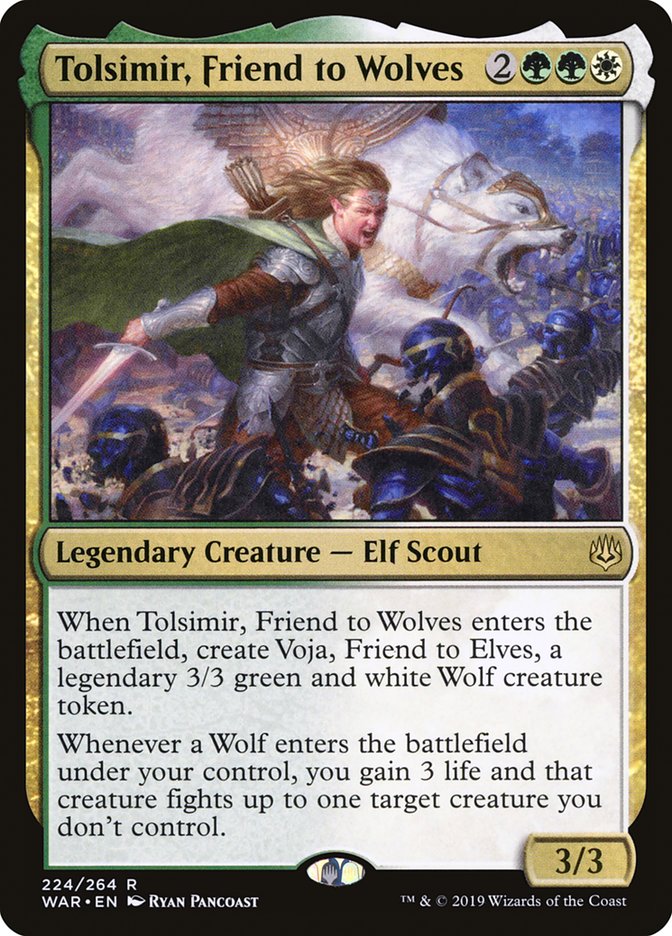 Tolsimir, Friend to Wolves 2
Legendary Creature — Elf Scout
When Tolsimir, Friend to Wolves enters the
battlefield, create Voja, Friend to Elves, a
legendary 3/3 green and white Wolf creature
token.
Whenever a Wolf enters the battlefield
under your control, you gain 3 life and that
creature fights up to one target creature you
don't control.
3/3
224/264 R
WAR • EN Ryan Pancoast
™ & © 2019 Wizards of the Coast